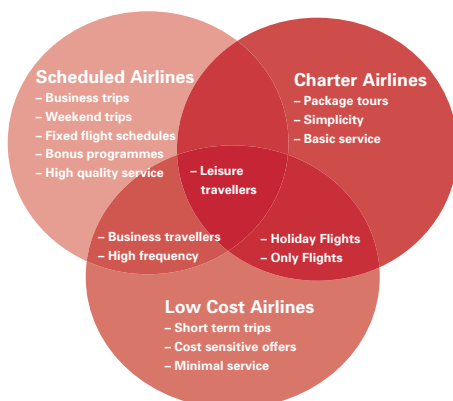 Scheduled Airlines
– Business trips
– Weekend trips
– Fixed flight schedules
– Bonus programmes
– High quality service
Charter Airlines
– Package tours
– Simplicity
– Basic service
– Leisure
travellers
– Business travellers
– High frequency
– Holiday Flights
– Only Flights
Low Cost Airlines
– Short term trips
– Cost sensitive offers
– Minimal service